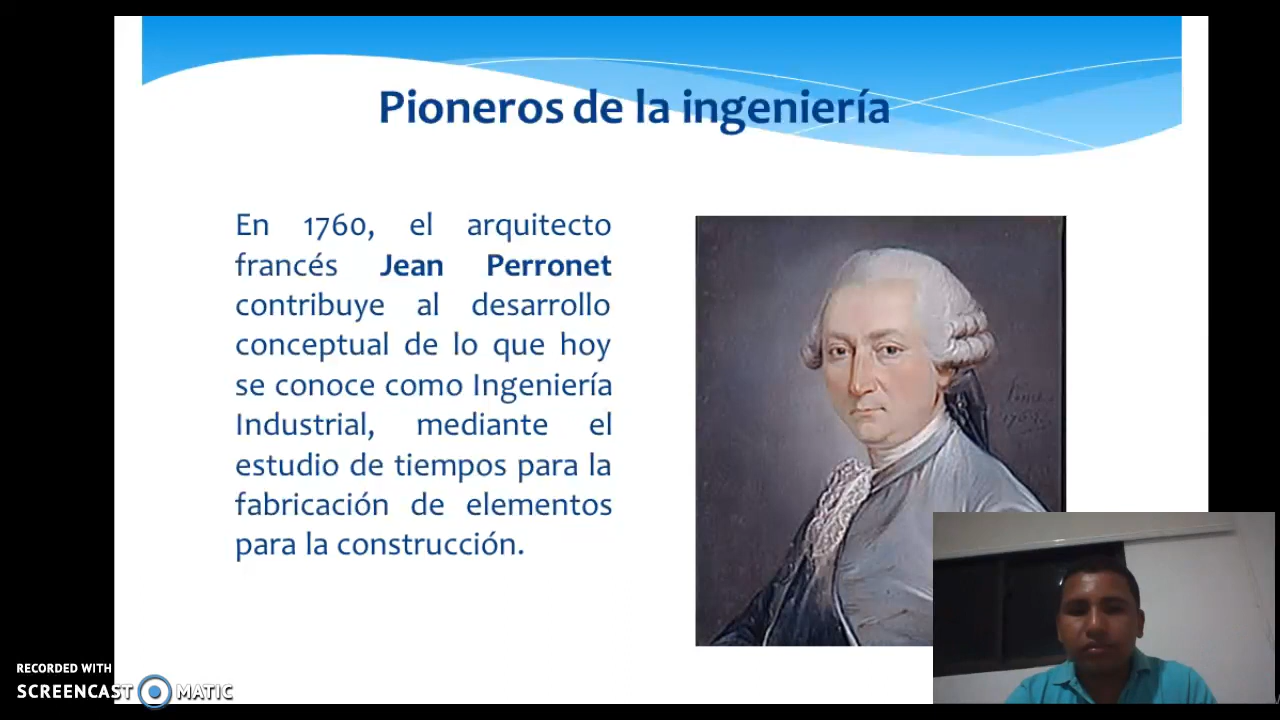 Pioneros de la ingeniería
En 1760, el arquitecto
francés Jean Perronet
contribuye al desarrollo
conceptual de lo que hoy
se conoce como Ingeniería
Industrial, mediante el
estudio de tiempos para la
fabricación de elementos
para la construcción.
RECORDED WITH
SCREENCAST MATIC